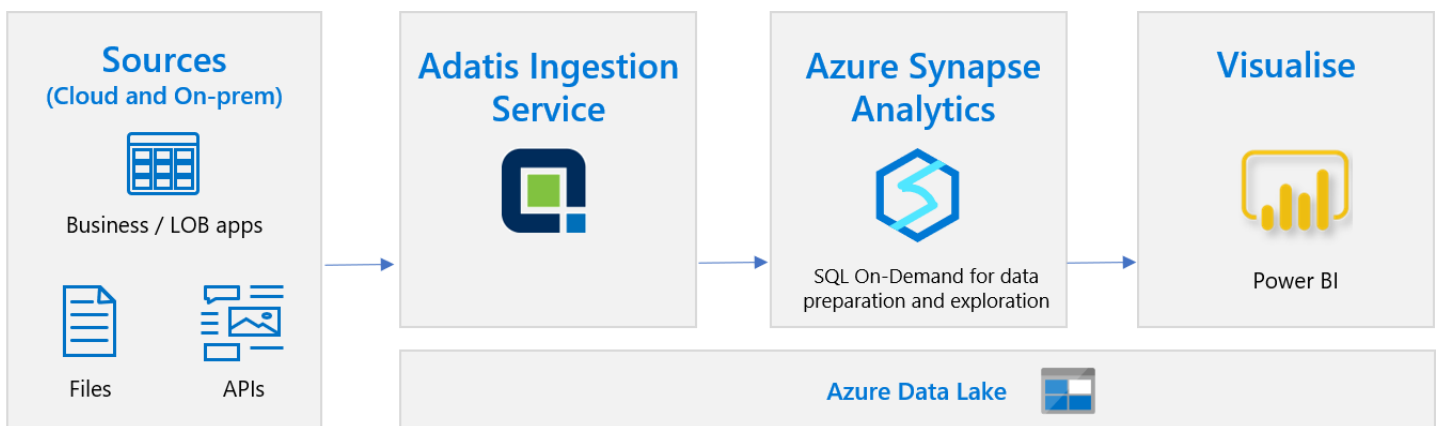 Sources
(Cloud and On-prem)
Business / LOB apps
Files
APIs
Adatis Ingestion
Service
Azure Synapse
Analytics
SQL On-Demand for data
preparation and exploration
Visualise
Power BI
Azure Data Lake